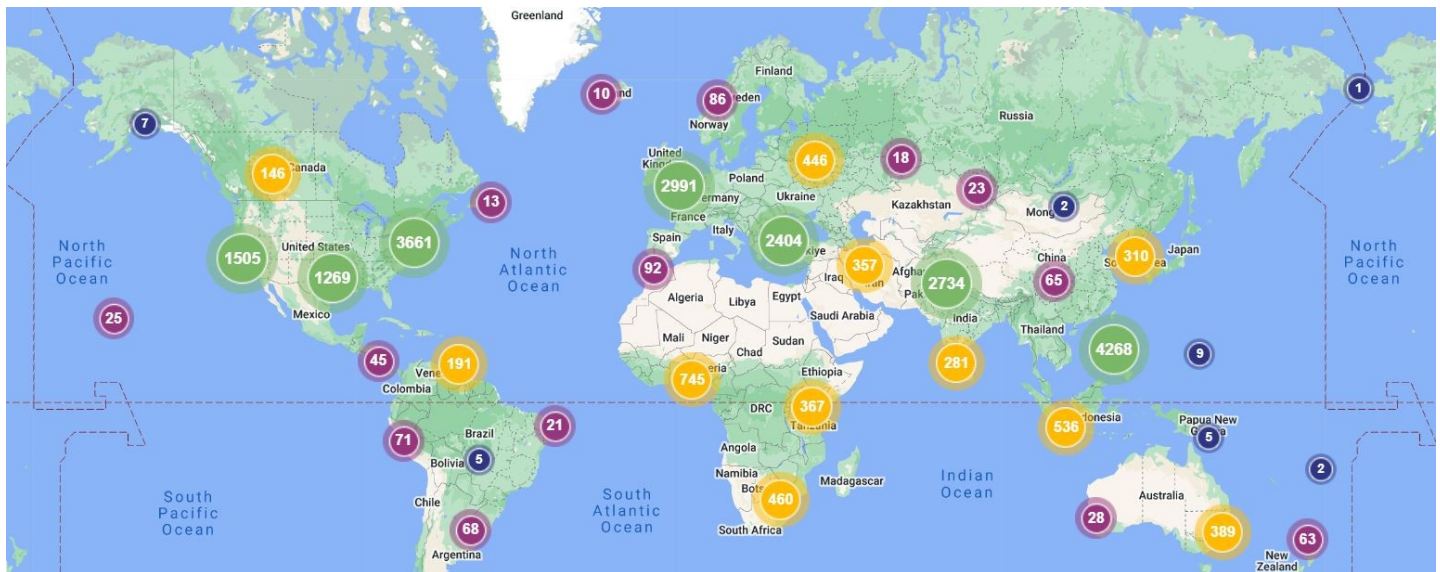 Greenland
Finland
10
86
Norway
Russia
1
7
United
Canada
146
446
18
2991
Poland
23
13
Ukraine
Kazakhstan
2
France
3661
United States
Spain
Italy
2404
1505
North
Pacific
Ocean
North
Atlantic
Ocean
1269
92
357
China
310
Japan
North
Pacific
Ocean
2734
65
Algeria
Libya
Egypt
Mexico
25
Saudi Arabia
India
Thailand
Mali
Niger
Sudan
Chad
4268
9
45
191
281
Colombia
745
Ethiopia
DRC
367
Tanzania
536
Papua New
5
21
71
Brazil
Bolivia
5
Angola
Indian
Ocean
2
Namibia
Madagascar
South
Pacific
Ocean
Chile
South
Atlantic
Ocean
460
Australia
28
68
South Africa
389
63
Argentina
New
Zealand